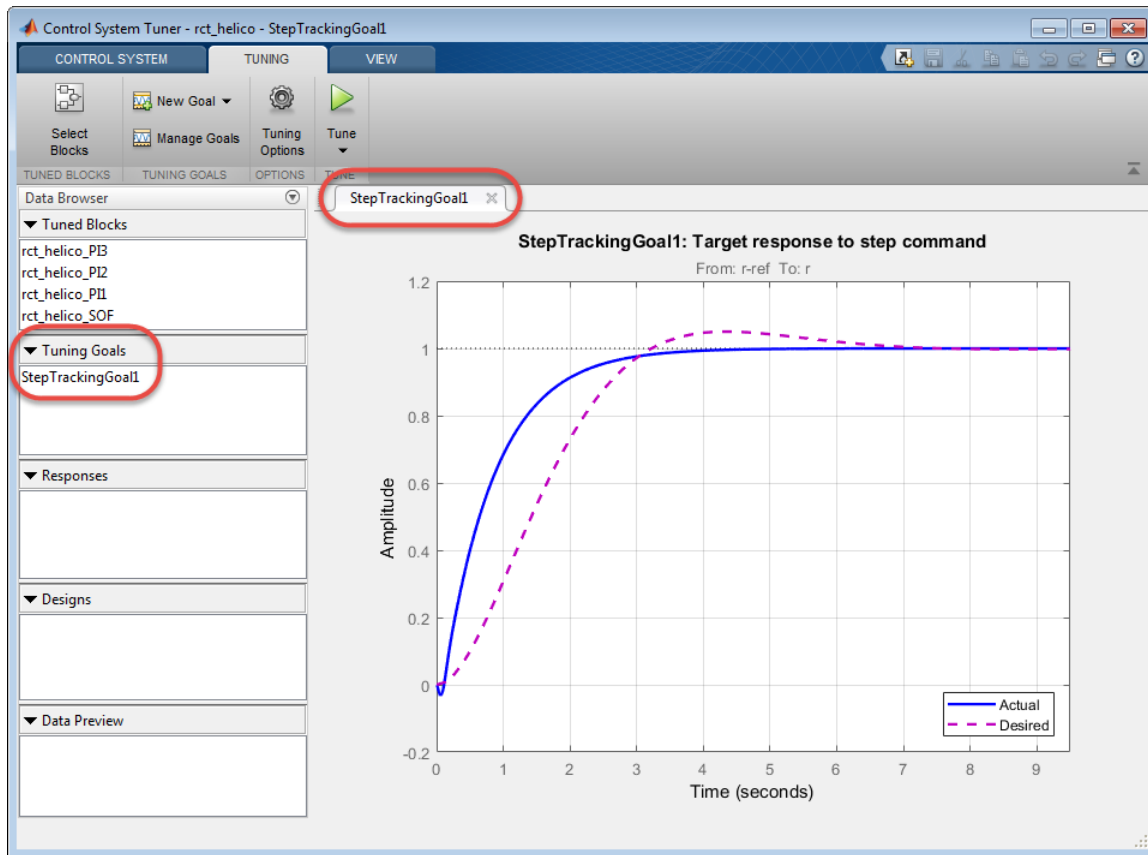 Control System Tuner - rct_helico - StepTrackingGoal1
CONTROL SYSTEM
TUNING
VIEW
Select
Blocks
New Goal
Manage Goals
Tuning
Options
Tune
TUNED BLOCKS
TUNING GOALS
OPTIONS
TUNE
Data Browser
Tuned Blocks
rct_helico_PI3
rct_helico_PI2
rct_helico_PI1
rct_helico_SOF
Tuning Goals
StepTrackingGoal1
Responses
Designs
Data Preview
StepTrackingGoal1
StepTrackingGoal1: Target response to step command
From: r-ref To: r
Amplitude
1.2
1
0.8
0.6
0.4
0.2
0
-0.2
0 1 2 3 4 5 6 7 8 9
Time (seconds)
Actual
Desired